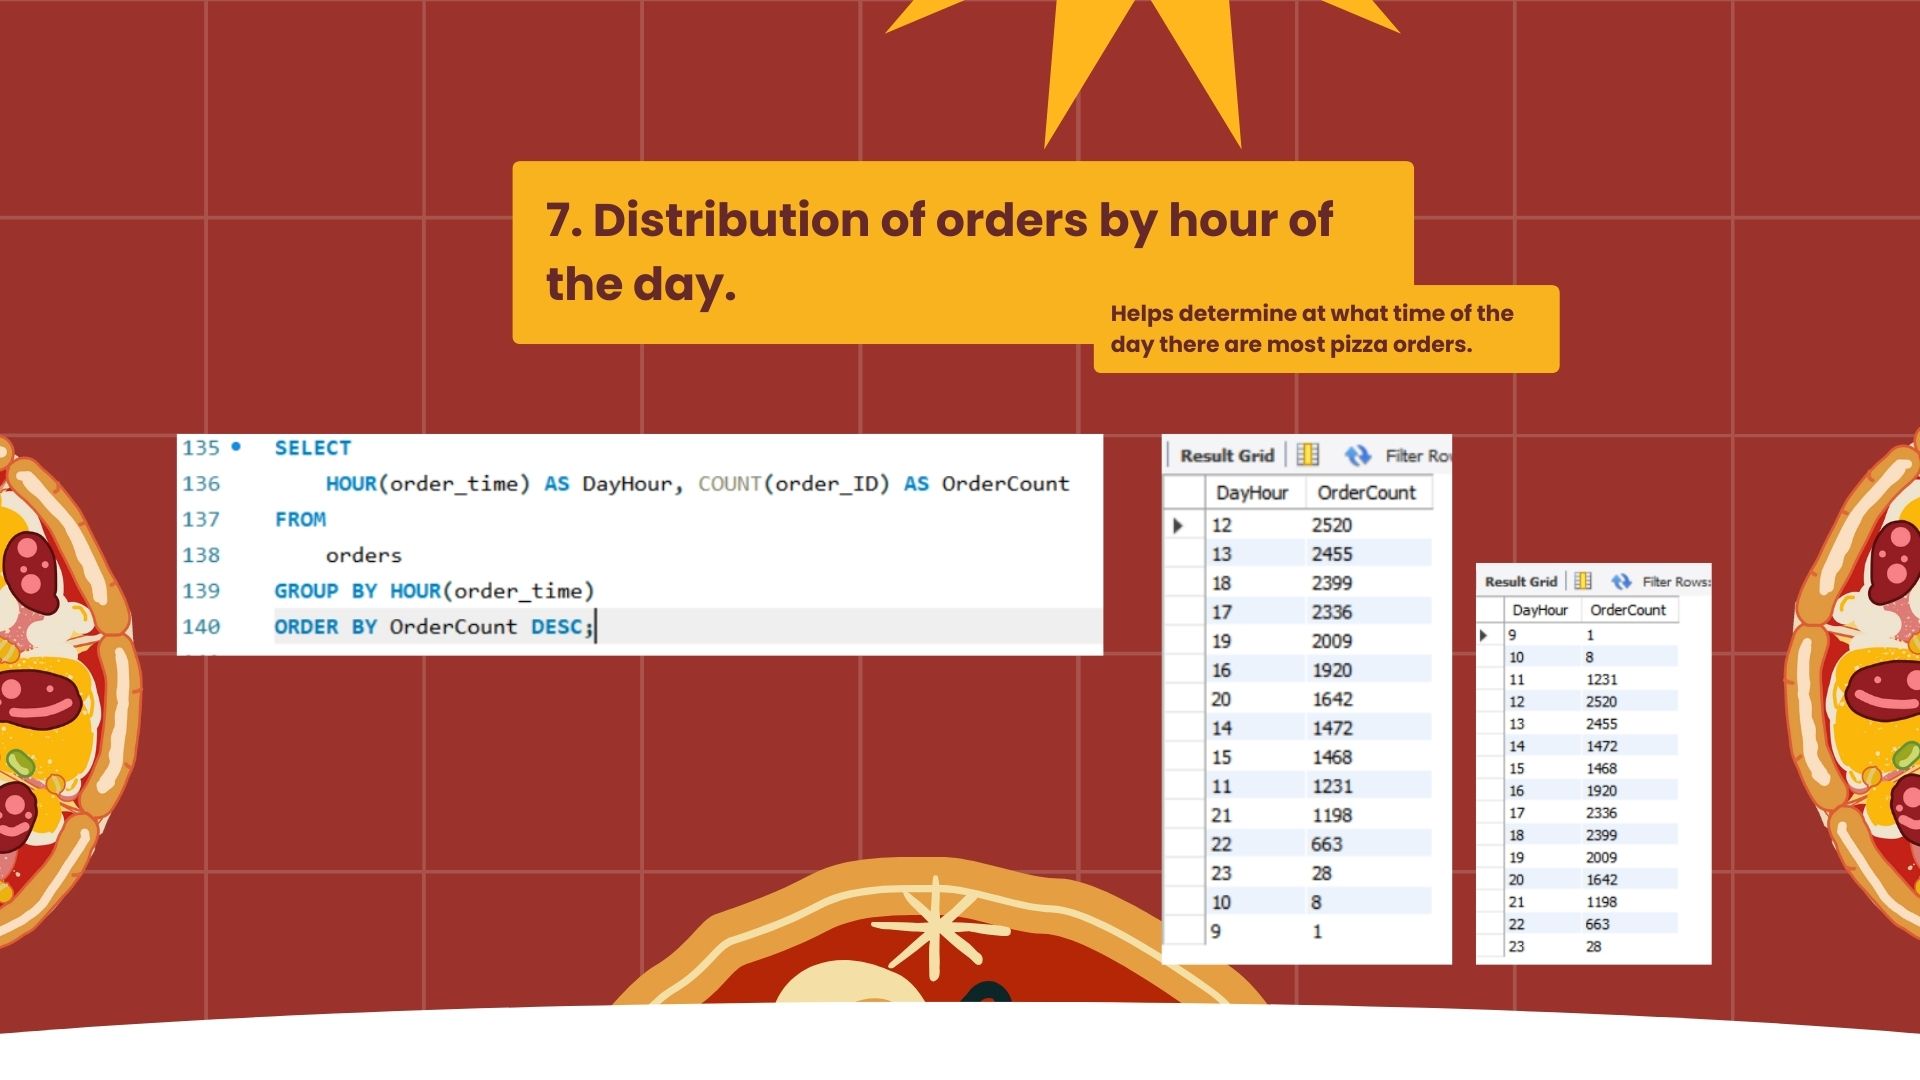 7. Distribution of orders by hour of
the day.
Helps determine at what time of the
day there are most pizza orders.
135 SELECT
136 HOUR(order_time) AS DayHour, COUNT(order_ID) AS OrderCount
137 FROM
138 orders
139 GROUP BY HOUR(order_time)
140 ORDER BY OrderCount DESC;
Result Grid Filter Ro
DayHour OrderCount
12 2520
13 2455
18 2399
17 2336
19 2009
16 1920
20 1642
14 1472
15 1468
11 1231
21 1198
22 663
23 28
10 8
9 1
Result Grid Filter Rows:
DayHour OrderCount
9 1
10 8
11 1231
12 2520
13 2455
14 1472
15 1468
16 1920
17 2336
18 2399
19 2009
20 1642
21 1198
22 663
23 28